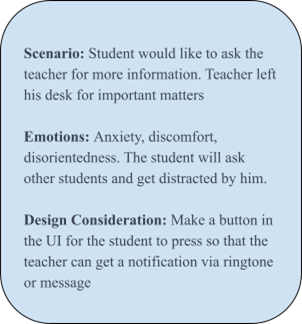 Scenario: Student would like to ask the
teacher for more information. Teacher left
his desk for important matters
Emotions: Anxiety, discomfort,
disorientedness. The student will ask
other students and get distracted by him.
Design Consideration: Make a button in
the UI for the student to press so that the
teacher can get a notification via ringtone
or message